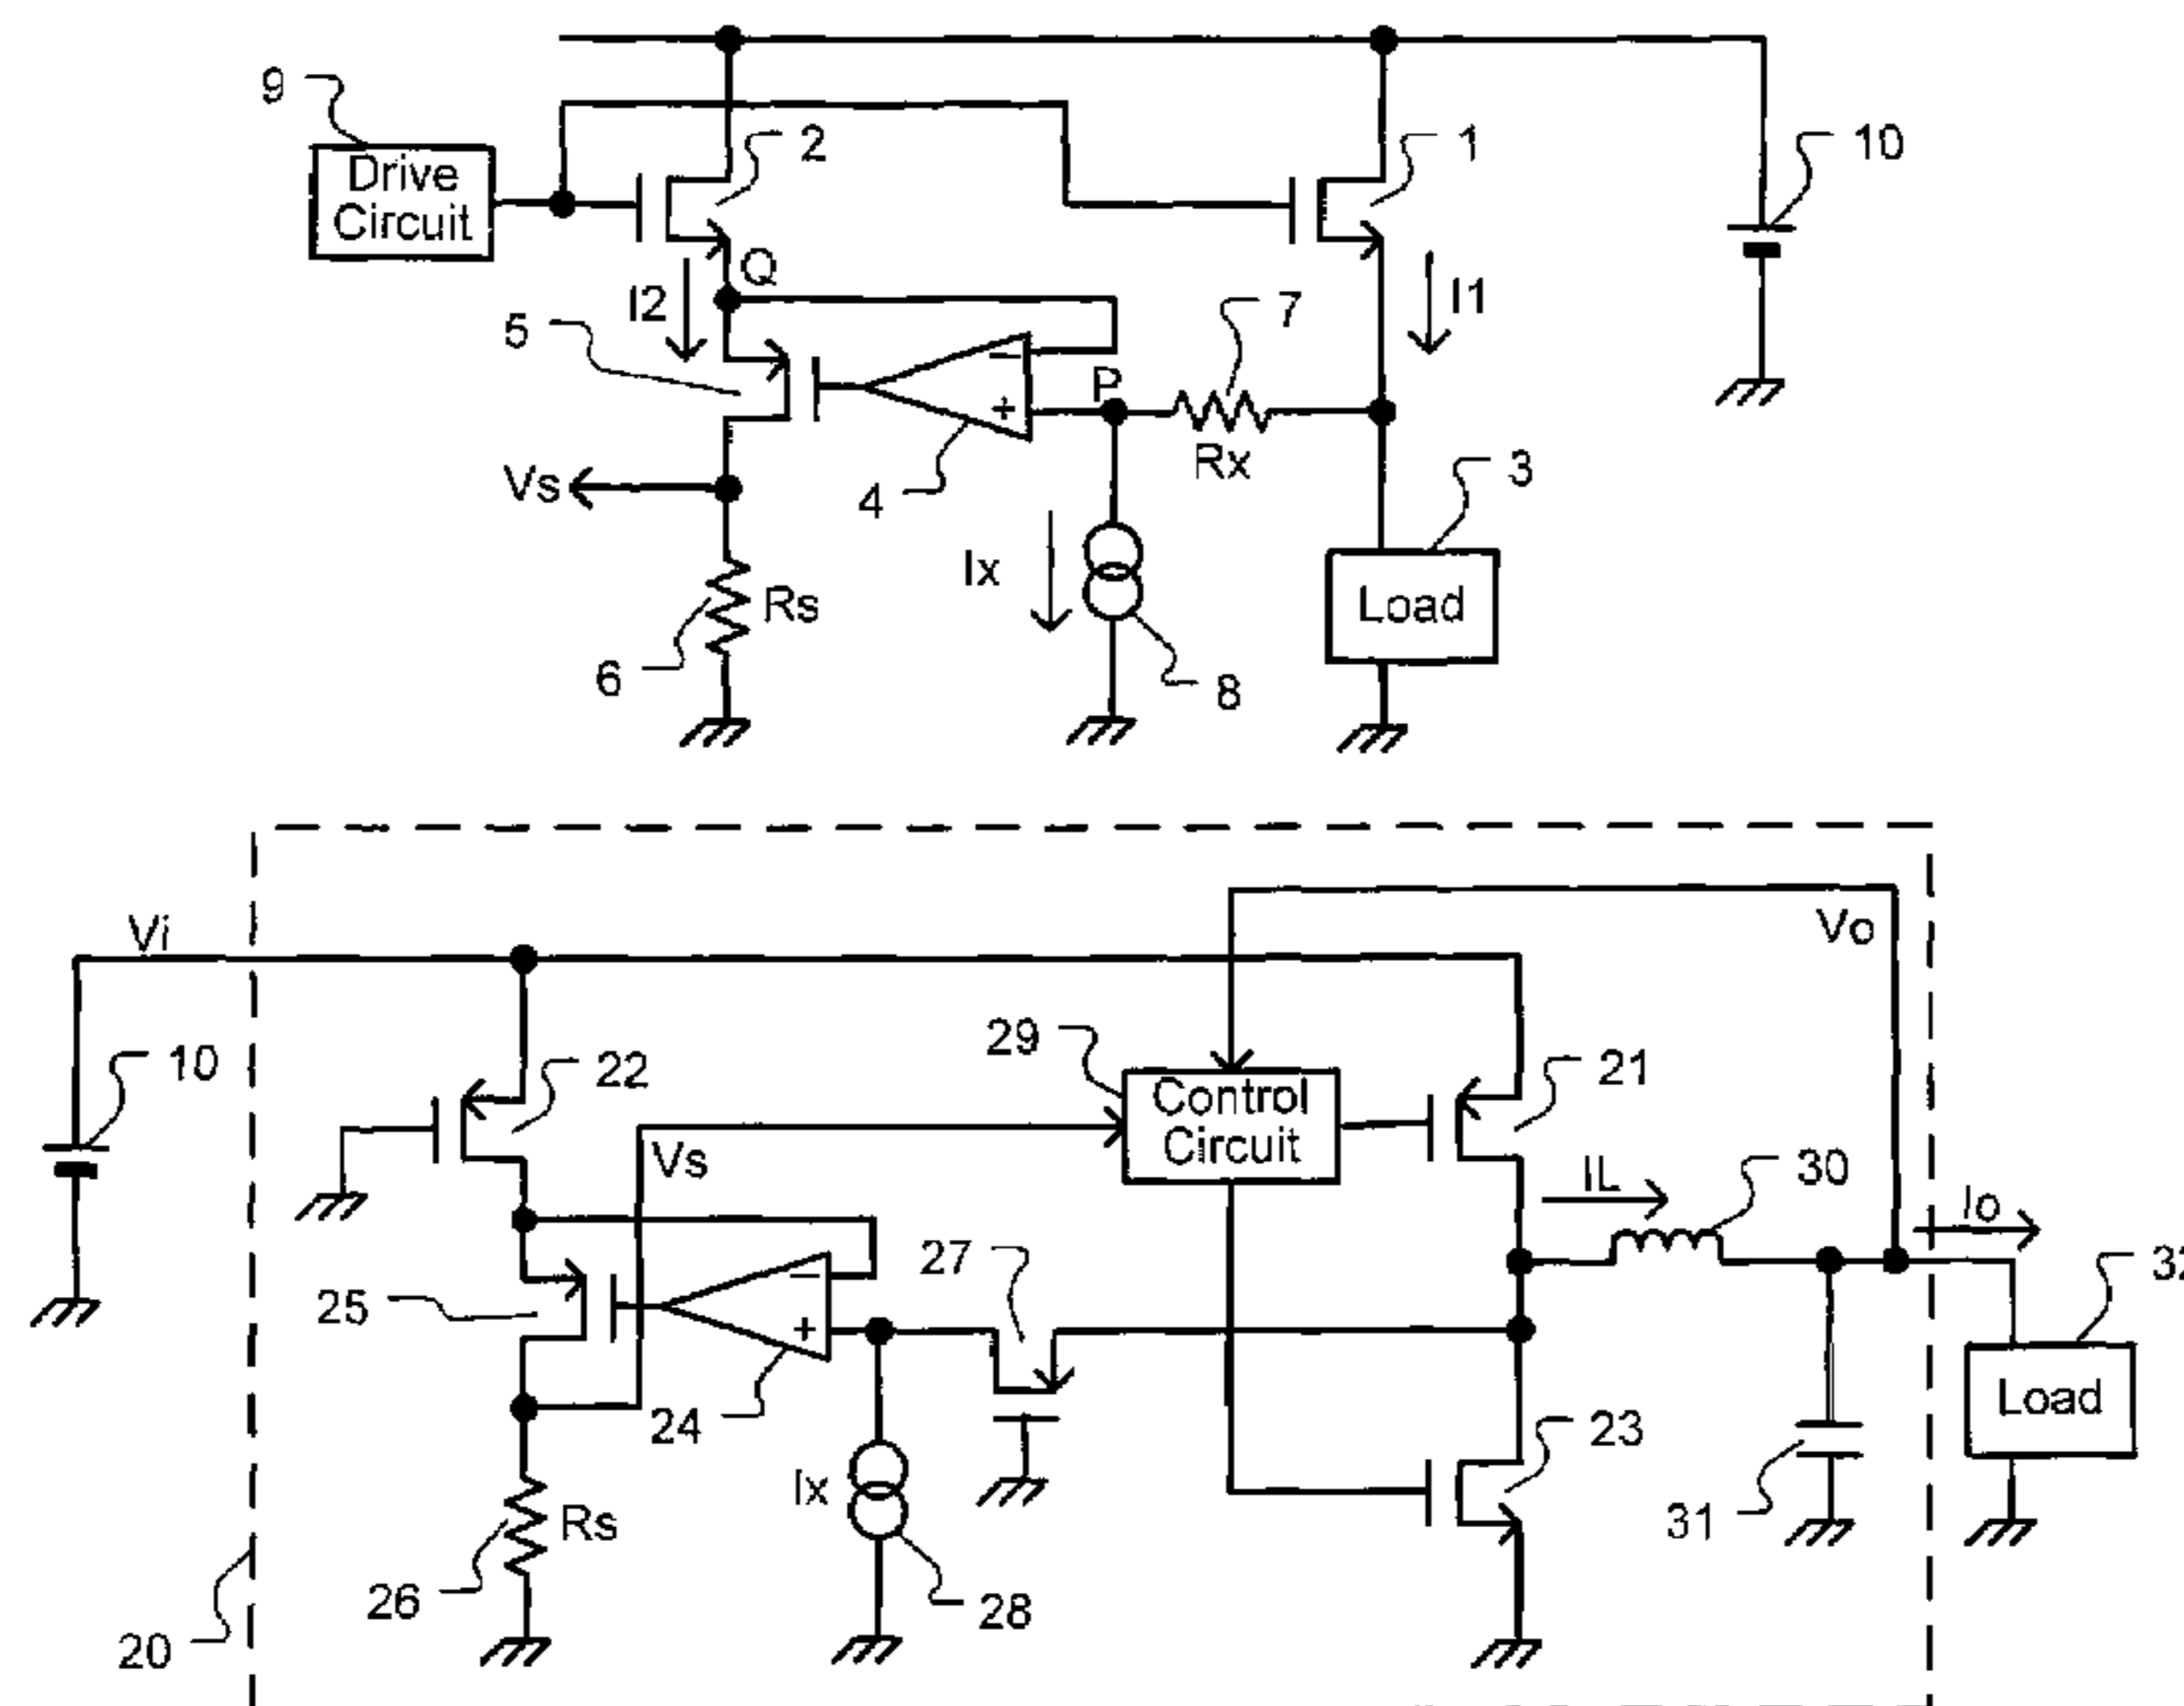 9
Drive
Circuit
2
1
10
Q
I2
I1
5
7
−
P
+
Rx
Vs
4
3
Ix
Rs
Load
6
8
Vi
Vo
29
10
22
Control
Circuit
21
Vs
IL
30
Io
27
−
25
+
24
Load
23
Ix
Rs
31
26
28
20